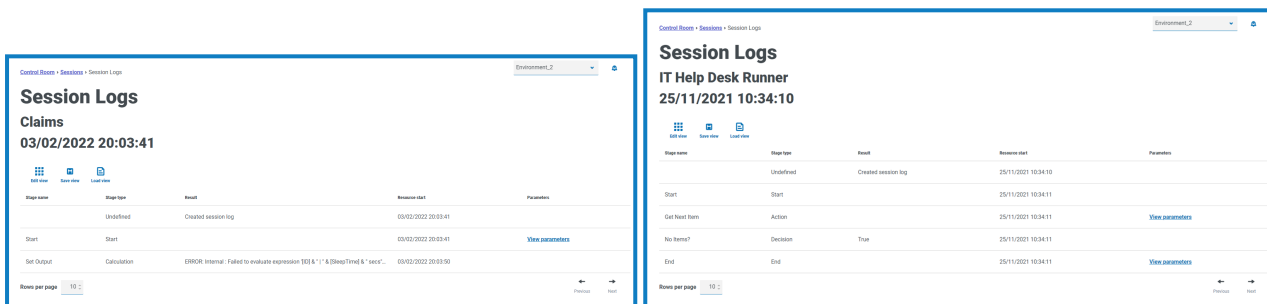 Control Room › Sessions › Session Logs
Environment_2
Session Logs
Claims
03/02/2022 20:03:41
Edit view Save view Load view
Stage name Stage type Result Resource start Parameters
Undefined Created session log 03/02/2022 20:03:41
Start Start 03/02/2022 20:03:41 View parameters
Set Output Calculation ERROR: Internal : Failed to evaluate expression '[ID] & " | " & [SleepTime] & " secs"... 03/02/2022 20:03:50
Rows per page 10
Previous Next
Control Room › Sessions › Session Logs
Environment_2
Session Logs
IT Help Desk Runner
25/11/2021 10:34:10
Edit view Save view Load view
Stage name Stage type Result Resource start Parameters
Undefined Created session log 25/11/2021 10:34:10
Start Start 25/11/2021 10:34:11
Get Next Item Action 25/11/2021 10:34:11 View parameters
No Items? Decision True 25/11/2021 10:34:11
End End 25/11/2021 10:34:11 View parameters
Rows per page 10
Previous Next